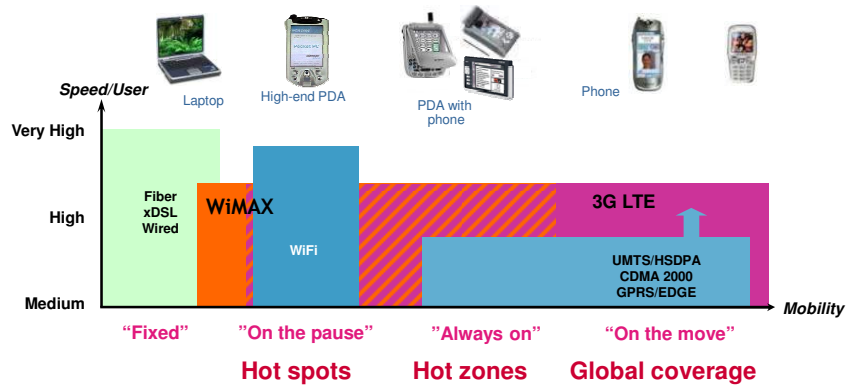 Speed/User
Laptop
High-end PDA
PDA with
phone
Phone
Very High
High
Medium
Fiber
xDSL
Wired
WiMAX
WiFi
3G LTE
UMTS/HSDPA
CDMA 2000
GPRS/EDGE
Mobility
“Fixed”
”On the pause”
”Always on”
“On the move”
Hot spots
Hot zones
Global coverage